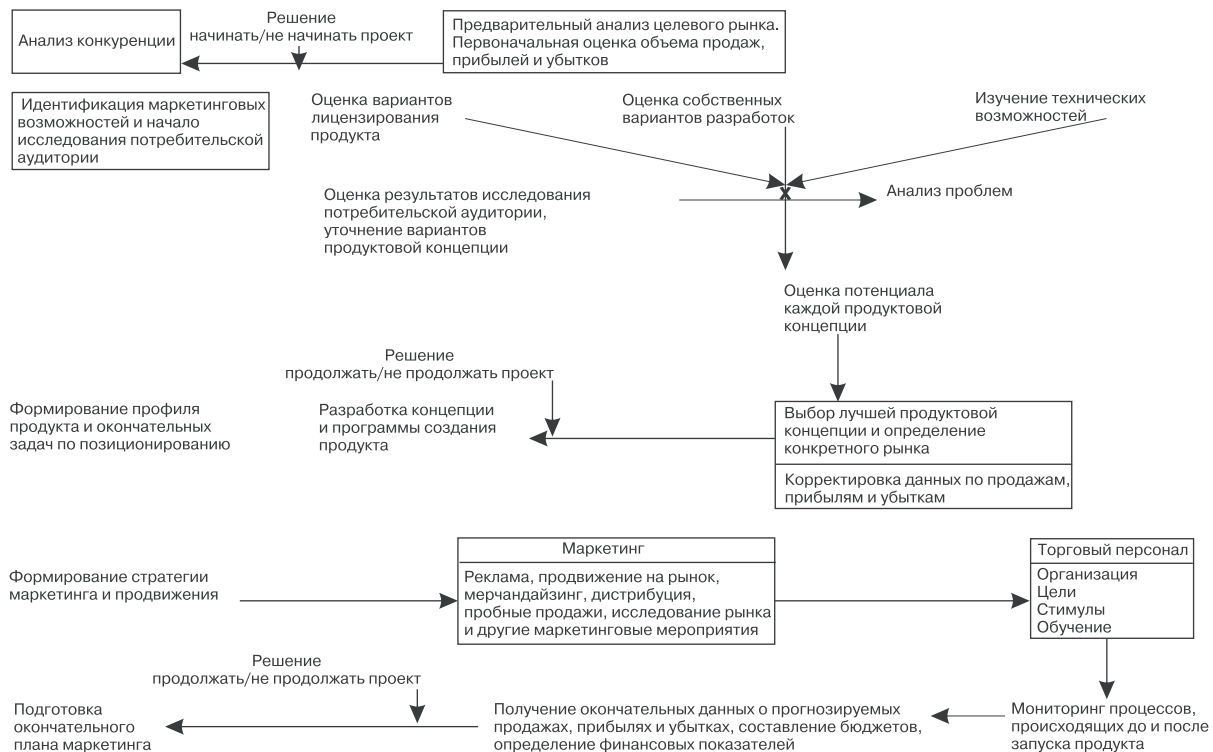 Анализ конкуренции
Решение
начинать/не начинать проект
Предварительный анализ целевого рынка.
Первоначальная оценка объема продаж,
прибылей и убытков
Идентификация маркетинговых
возможностей и начало
исследования потребительской
аудитории
Оценка вариантов
лицензирования
продукта
Оценка собственных
вариантов разработок
Изучение технических
возможностей
Оценка результатов исследования
потребительской аудитории,
уточнение вариантов
продуктовой концепции
Х
Анализ проблем
Оценка потенциала
каждой продуктовой
концепции
Решение
продолжать/не продолжать проект
Формирование профиля
продукта и окончательных
задач по позиционированию
Разработка концепции
и программы создания
продукта
Выбор лучшей продуктовой
концепции и определение
конкретного рынка
Корректировка данных по продажам,
прибылям и убыткам
Формирование стратегии
маркетинга и продвижения
Маркетинг
Реклама, продвижение на рынок,
мерчандайзинг, дистрибуция,
пробные продажи, исследование рынка
и другие маркетинговые мероприятия
Торговый персонал
Организация
Цели
Стимулы
Обучение
Решение
продолжать/не продолжать проект
Подготовка
окончательного
плана маркетинга
Получение окончательных данных о прогнозируемых
продажах, прибылях и убытках, составление бюджетов,
определение финансовых показателей
Мониторинг процессов,
происходящих до и после
запуска продукта